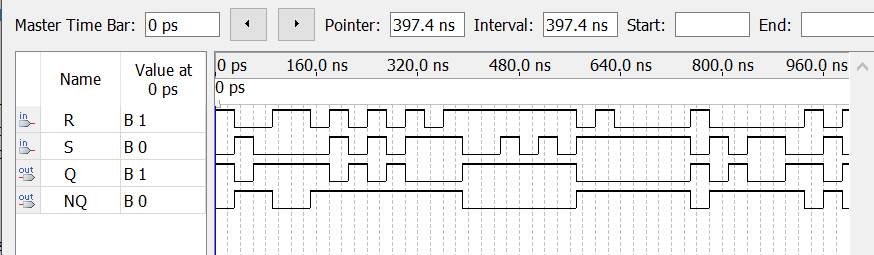 Master Time Bar: 0 ps Pointer: 397.4 ns Interval: 397.4 ns Start: End:
Name Value at 0 ps
0 ps 160.0 ns 320.0 ns 480.0 ns 640.0 ns 800.0 ns 960.0 ns
0 ps
in R B 1
in S B 0
out Q B 1
out NQ B 0